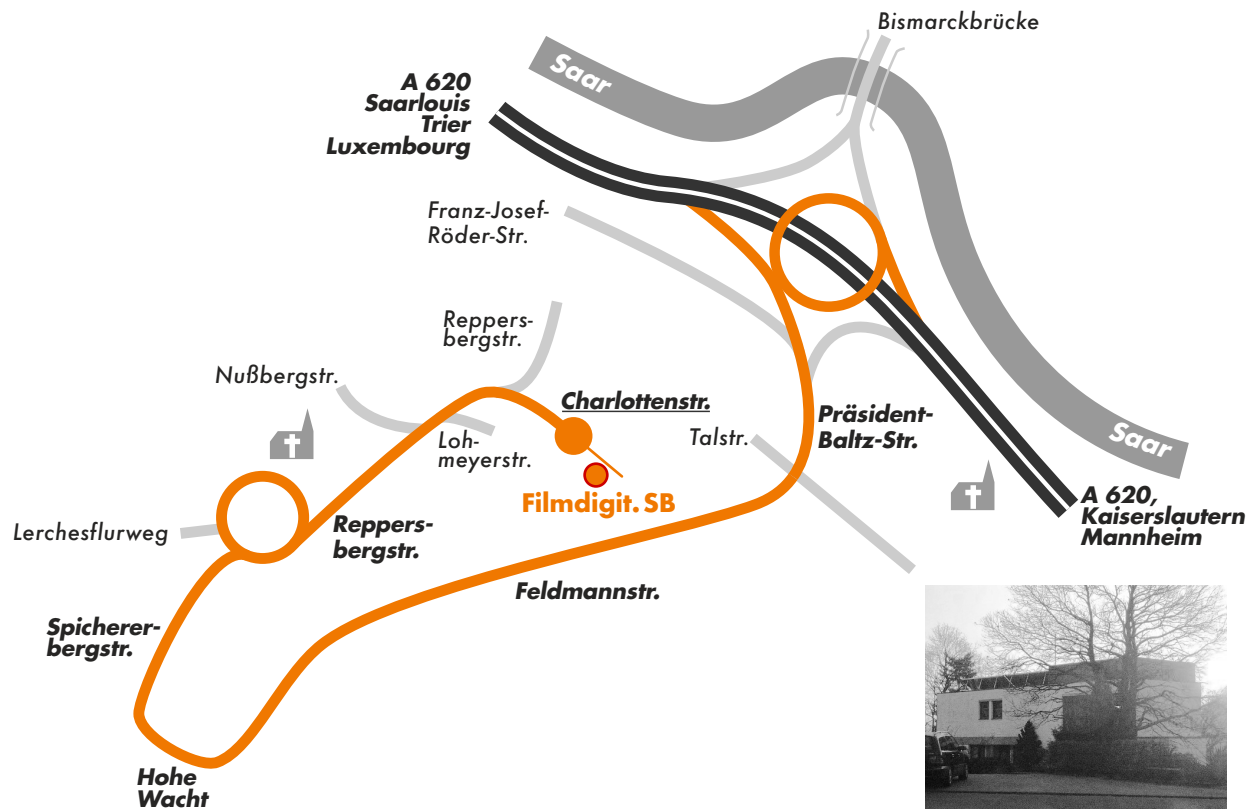 Bismarckbrücke
Saar
A 620
Saarlouis
Trier
Luxembourg
Franz-Josef-
Röder-Str.
Reppers-
bergstr.
Nußbergstr.
Charlottenstr.
Präsident-
Baltz-Str.
Talstr.
Loh-
meyerstr.
Saar
Filmdigit. SB
A 620,
Kaiserslautern
Mannheim
Lerchesflurweg
Reppers-
bergstr.
Feldmannstr.
Spicherer-
bergstr.
Hohe
Wacht